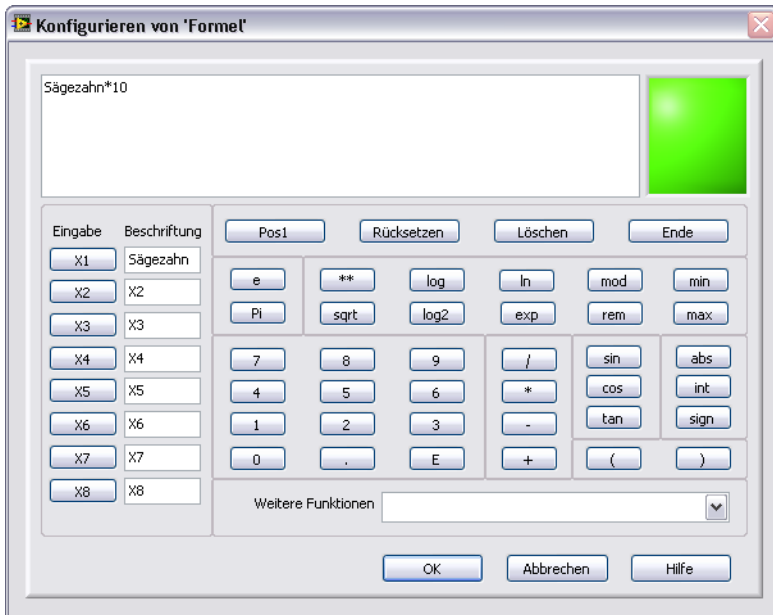 Konfigurieren von 'Formel'
Sägezahn*10
Eingabe Beschriftung Pos1 Rücksetzen Löschen Ende
X1 Sägezahn
e ** log ln mod min
X2 X2
Pi sqrt log2 exp rem max
X3 X3
X4 X4 7 8 9 / sin abs
X5 X5 4 5 6 * cos int
X6 X6 1 2 3 - tan sign
X7 X7 0 . E + ( )
X8 X8
Weitere Funktionen
OK Abbrechen Hilfe